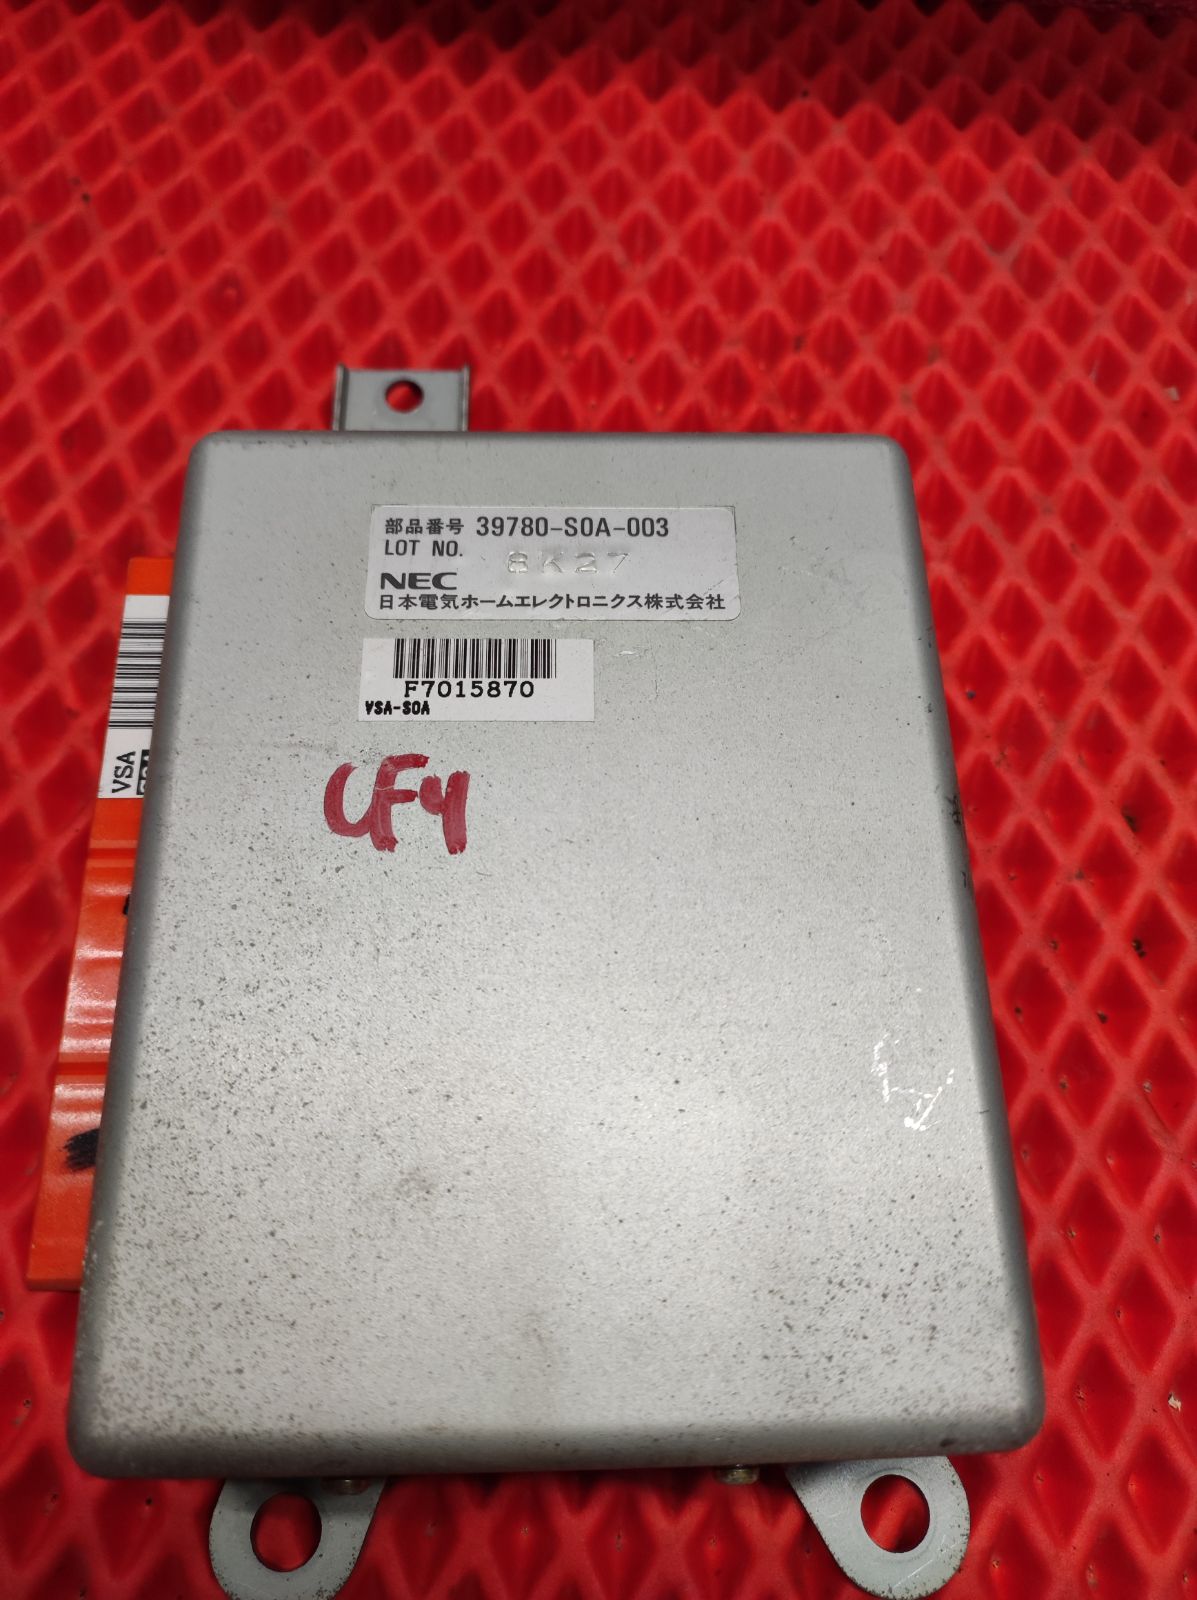 部品番号 39780-S0A-003
LOT NO. 8K27
NEC
日本電気ホームエレクトロニクス株式会社
F7015870
VSA-S0A
CF4
VSA